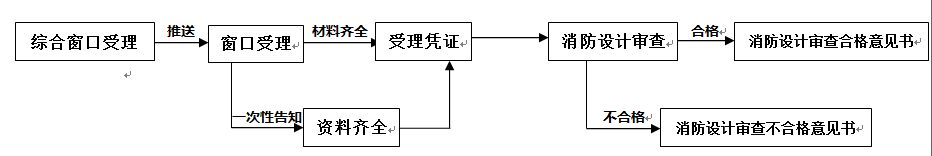 综合窗口受理
推送
窗口受理
材料齐全
受理凭证
消防设计审查
合格
消防设计审查合格意见书
一次性告知
资料齐全
不合格
消防设计审查不合格意见书